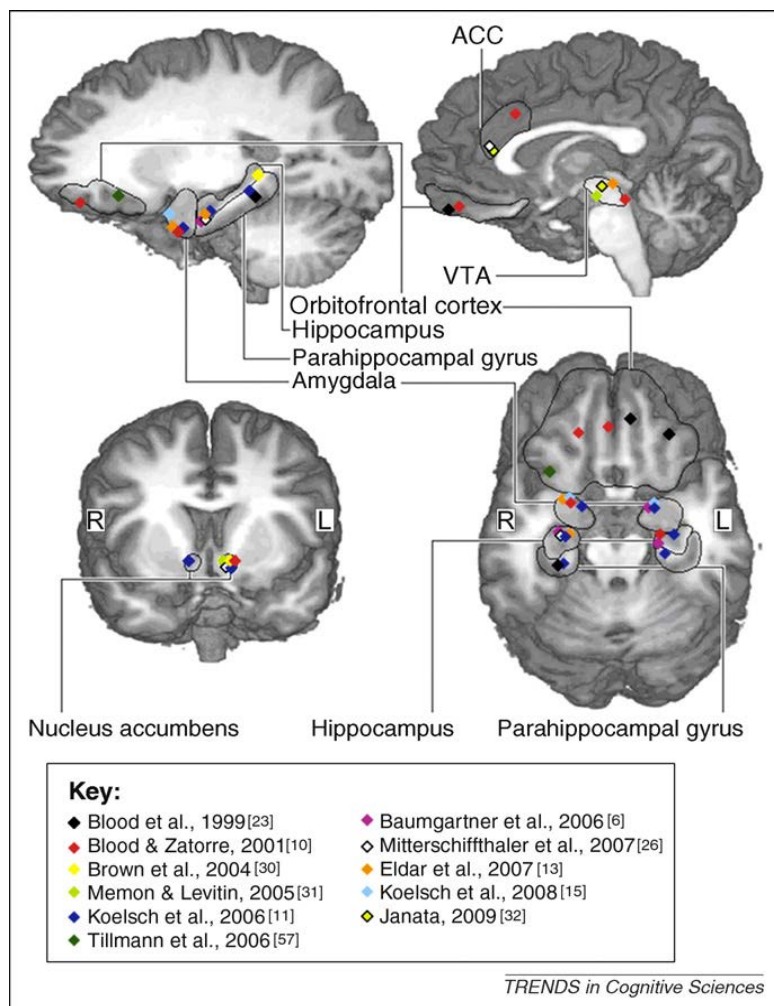 ACC
VTA
Orbitofrontal cortex
Hippocampus
Parahippocampal gyrus
Amygdala
R
L
R
L
Nucleus accumbens
Hippocampus
Parahippocampal gyrus
Key:
Blood et al., 1999[23]
Blood & Zatorre, 2001[10]
Brown et al., 2004[30]
Memon & Levitin, 2005[31]
Koelsch et al., 2006[11]
Tillmann et al., 2006[57]
Baumgartner et al., 2006[6]
Mitterschiffthaler et al., 2007[26]
Eldar et al., 2007[13]
Koelsch et al., 2008[15]
Janata, 2009[32]
TRENDS in Cognitive Sciences